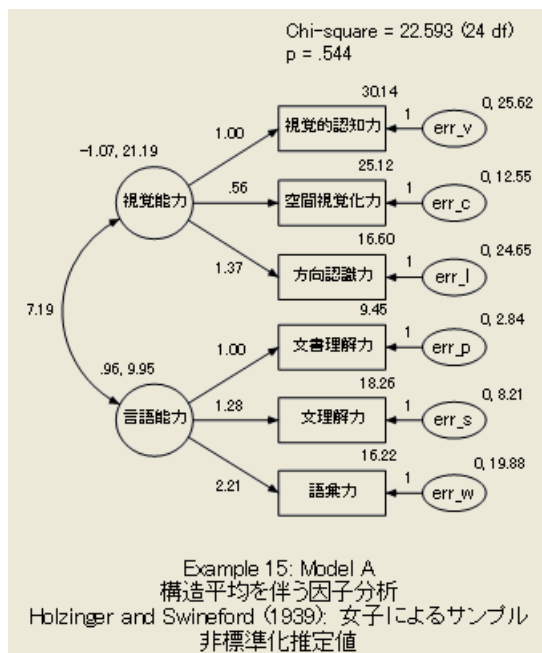 Chi-square = 22.593 (24 df)
p = .544
30.14
0, 25.62
視覚的認知力
1
err_v
-1.07, 21.19
1.00
25.12
0, 12.55
視覚能力
.56
空間視覚化力
1
err_c
16.60
0, 24.65
1.37
方向認識力
1
err_l
7.19
9.45
0, 2.84
文書理解力
1
err_p
.96, 9.95
1.00
18.26
0, 8.21
言語能力
1.28
文理解力
1
err_s
16.22
0, 19.88
2.21
語彙力
1
err_w
Example 15: Model A
構造平均を伴う因子分析
Holzinger and Swineford (1939): 女子によるサンプル
非標準化推定値